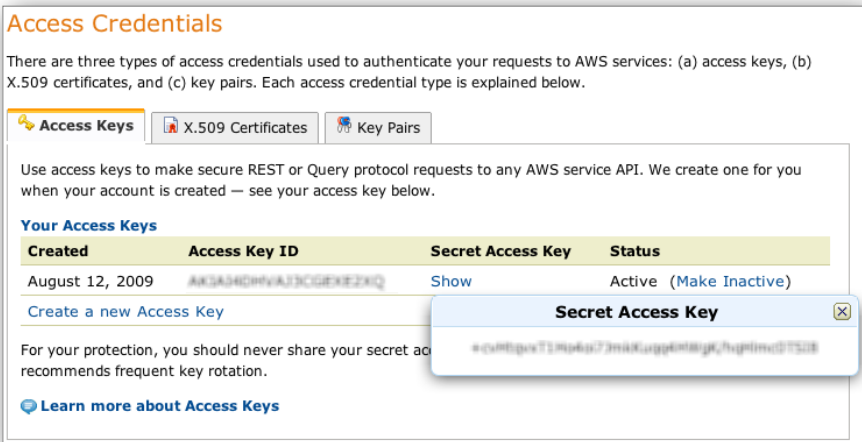 Access Credentials
There are three types of access credentials used to authenticate your requests to AWS services: (a) access keys, (b)
X.509 certificates, and (c) key pairs. Each access credential type is explained below.
Access Keys X.509 Certificates Key Pairs
Use access keys to make secure REST or Query protocol requests to any AWS service API. We create one for you
when your account is created — see your access key below.
Your Access Keys
Created Access Key ID Secret Access Key Status
August 12, 2009 Show Active (Make Inactive)
Create a new Access Key
Secret Access Key
For your protection, you should never share your secret
recommends frequent key rotation.
Learn more about Access Keys